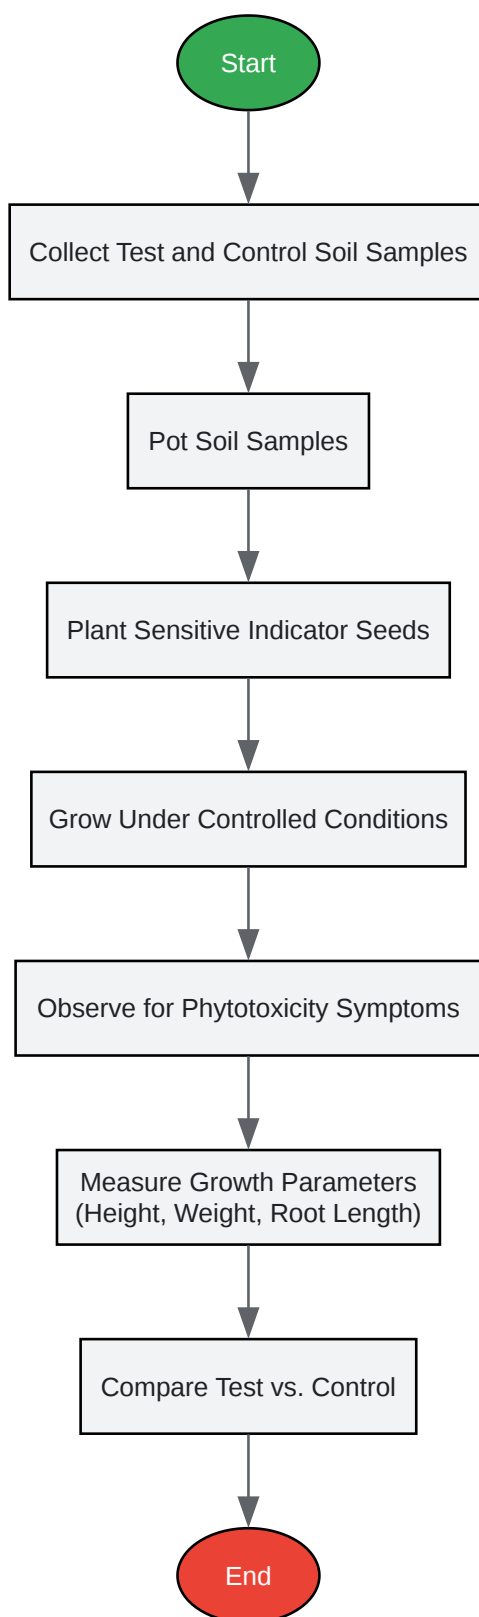 Start
Collect Test and Control Soil Samples
Pot Soil Samples
Plant Sensitive Indicator Seeds
Grow Under Controlled Conditions
Observe for Phytotoxicity Symptoms
Measure Growth Parameters
(Height, Weight, Root Length)
Compare Test vs. Control
End